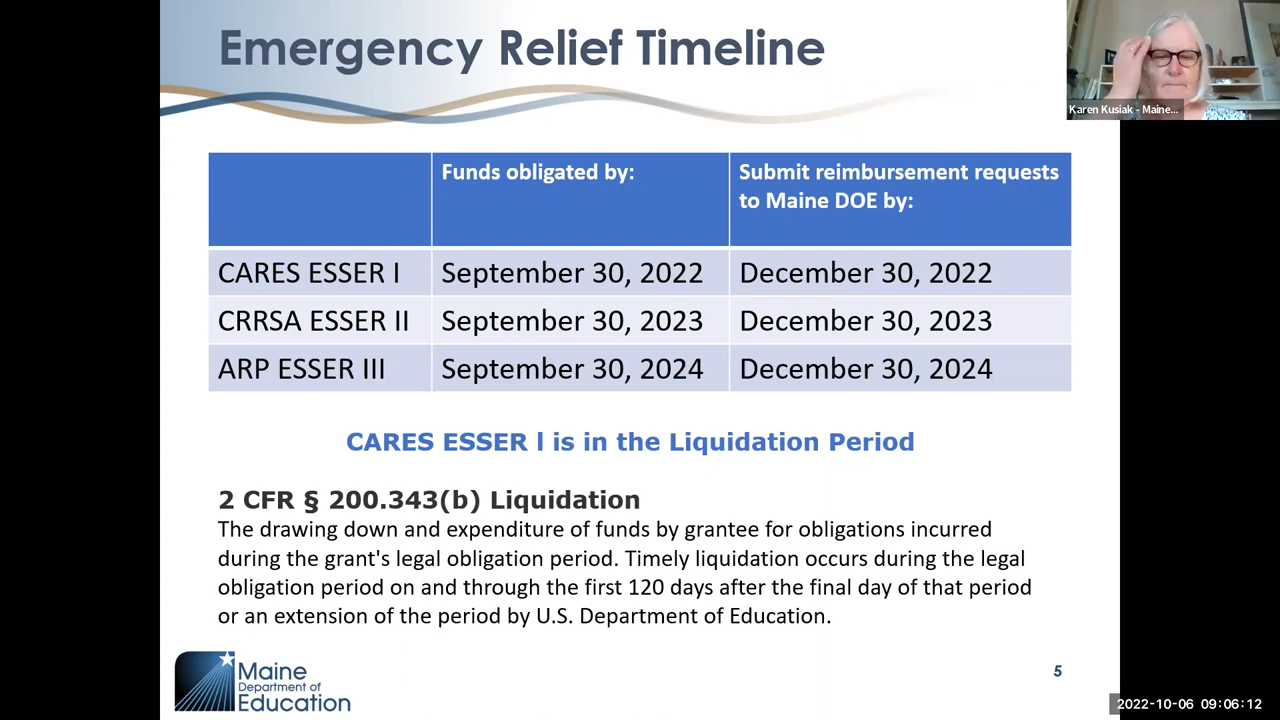 Emergency Relief Timeline
Karen Kusiak - Maine...
Funds obligated by:
Submit reimbursement requests
to Maine DOE by:
CARES ESSER I
September 30, 2022
December 30, 2022
CRRSA ESSER II
September 30, 2023
December 30, 2023
ARP ESSER III
September 30, 2024
December 30, 2024
CARES ESSER l is in the Liquidation Period
2 CFR § 200.343(b) Liquidation
The drawing down and expenditure of funds by grantee for obligations incurred
during the grant's legal obligation period. Timely liquidation occurs during the legal
obligation period on and through the first 120 days after the final day of that period
or an extension of the period by U.S. Department of Education.
Maine
Department of
Education
5
2022-10-06 09:06:12